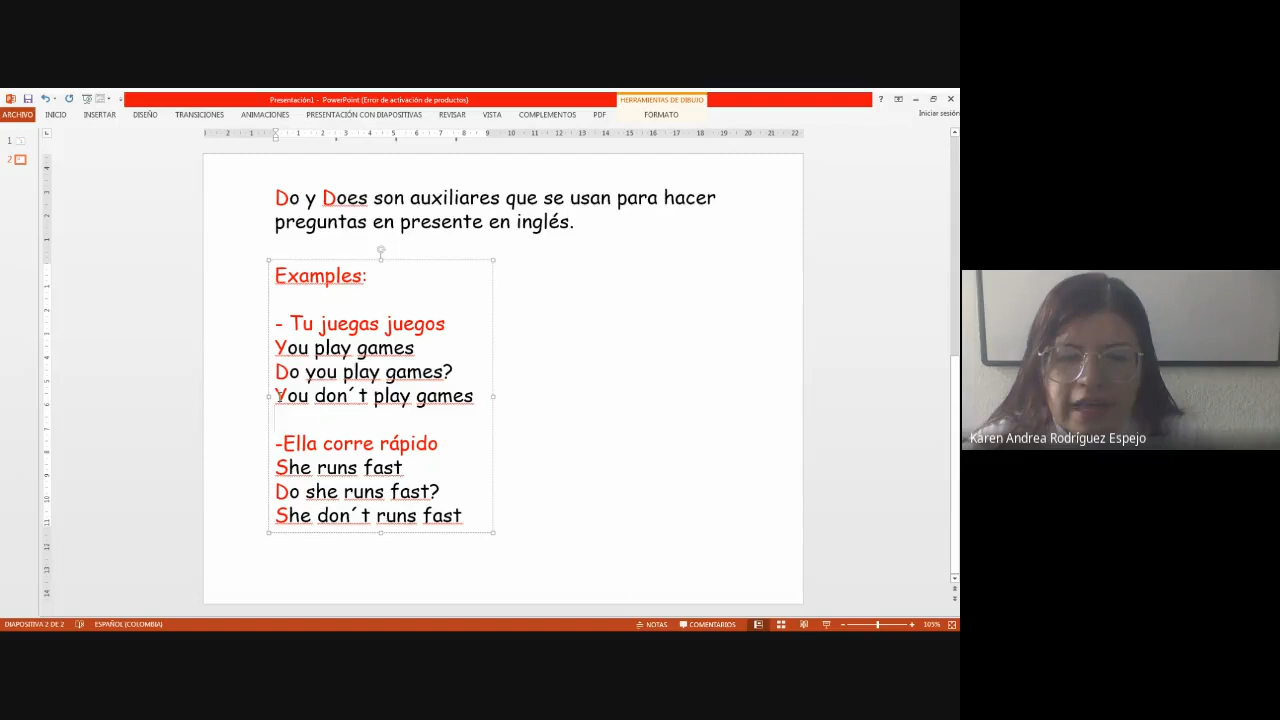 Presentación1 - PowerPoint (Error de activación de productos)
HERRAMIENTAS DE DIBUJO
?
ARCHIVO INICIO INSERTAR DISEÑO TRANSICIONES ANIMACIONES PRESENTACIÓN CON DIAPOSITIVAS REVISAR VISTA COMPLEMENTOS PDF FORMATO Iniciar sesión
1
2
Do y Does son auxiliares que se usan para hacer
preguntas en presente en inglés.
Examples:
- Tu juegas juegos
You play games
Do you play games?
You don´t play games
-Ella corre rápido
She runs fast
Do she runs fast?
She don´t runs fast
Karen Andrea Rodríguez Espejo
DIAPOSITIVA 2 DE 2 ESPAÑOL (COLOMBIA) NOTAS COMENTARIOS 105%